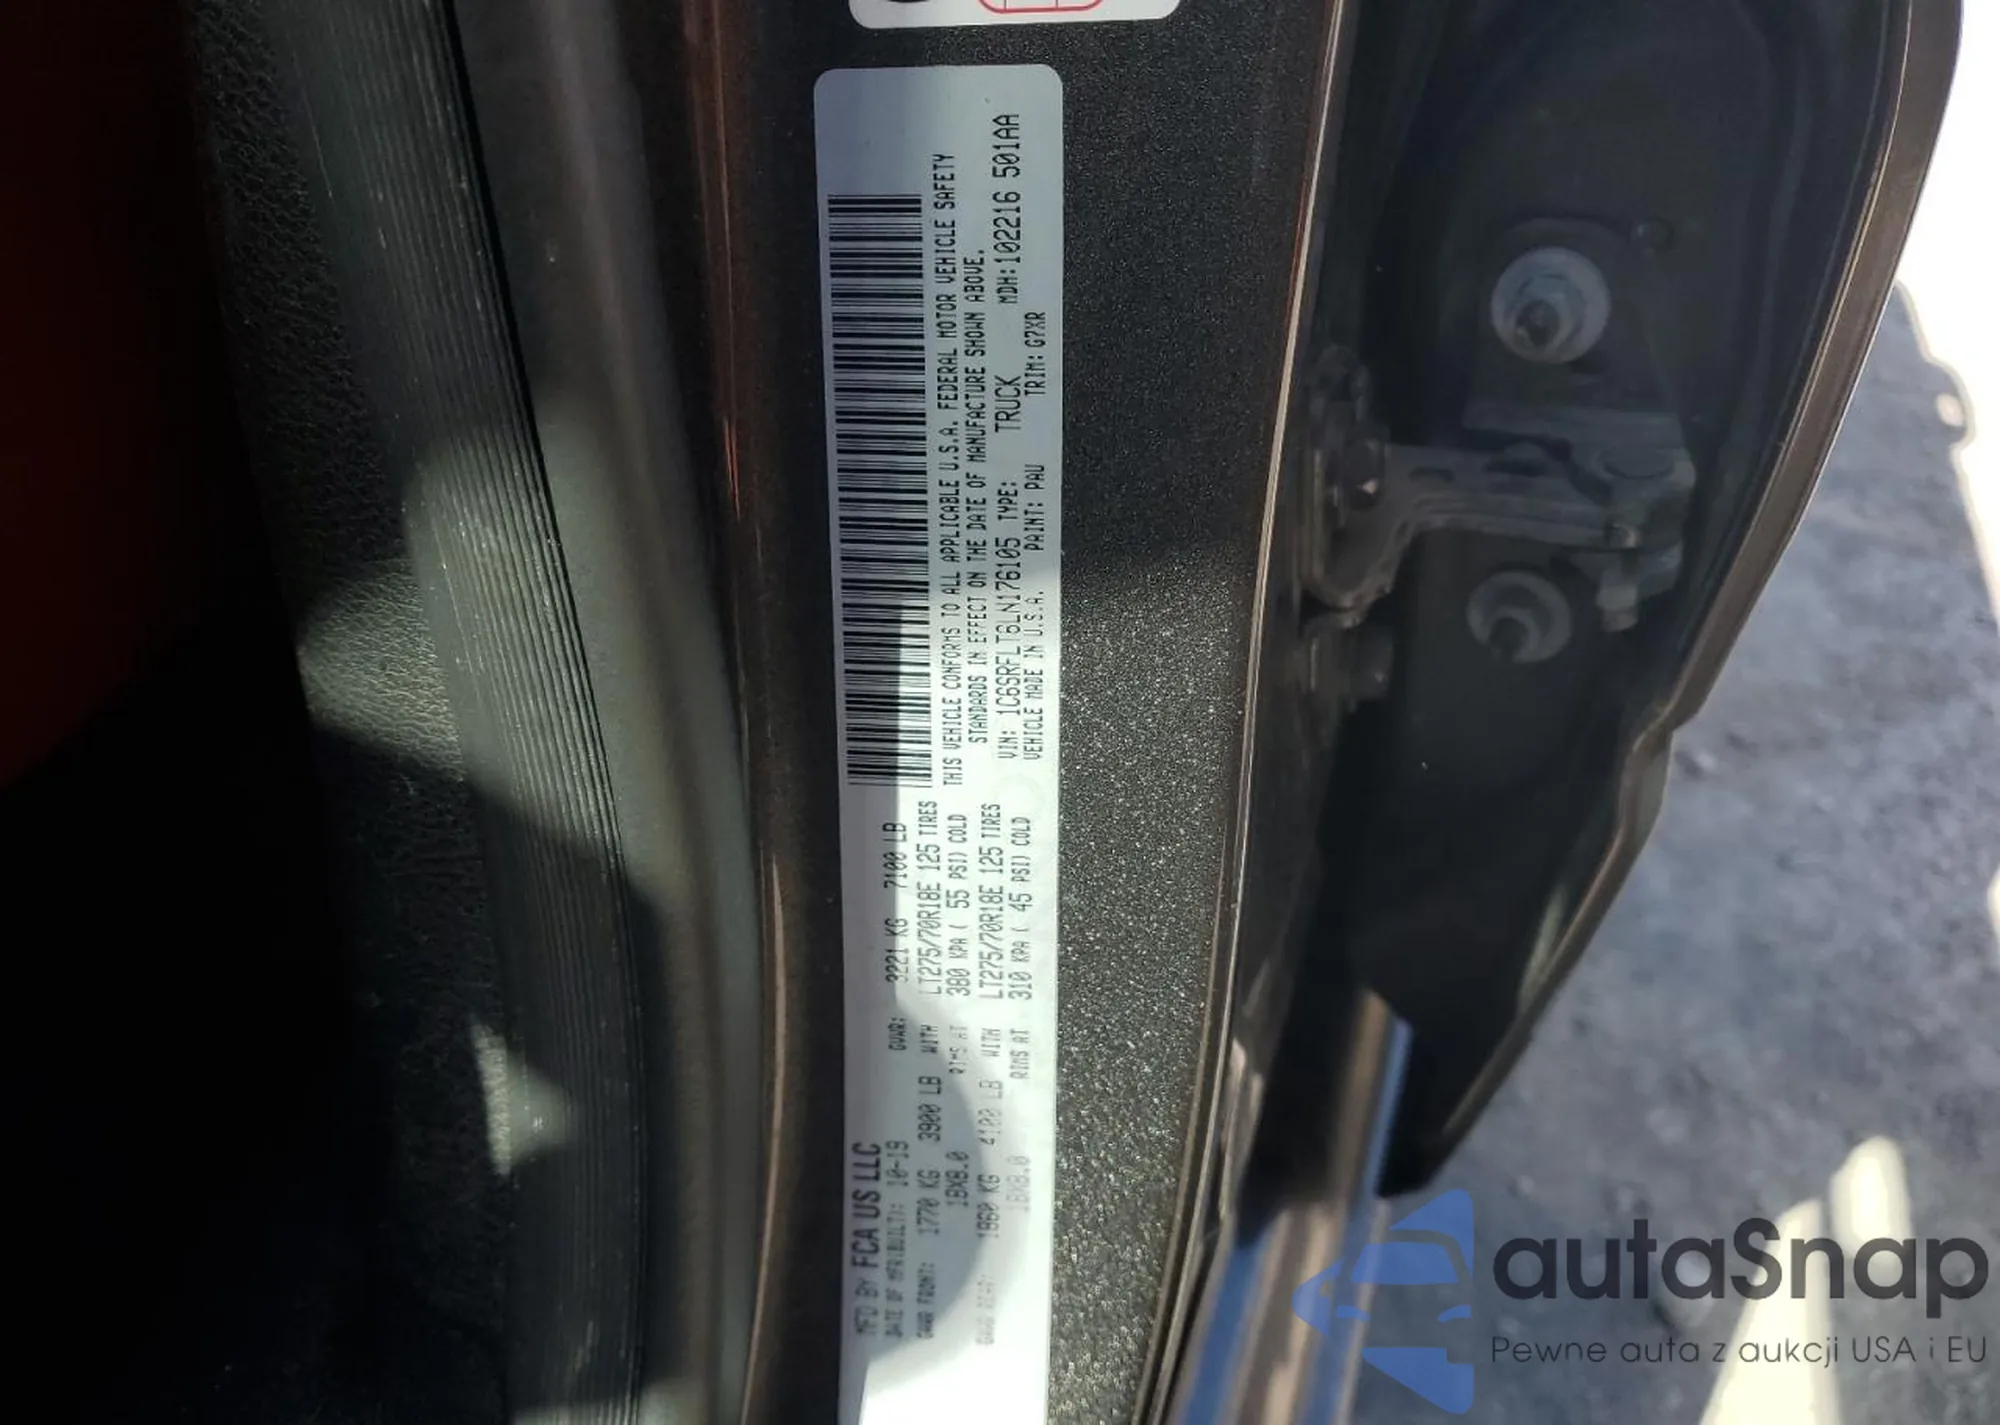 MFD BY FCA US LLC
DATE OF MFR(BUILT): 10-19 GVWR: 3221 KG 7100 LB
GAWR FRONT: 1770 KG 3900 LB WITH LT275/70R18E 125 TIRES
18X8.0 RIMS AT 380 KPA ( 55 PSI) COLD
GAWR REAR: 1860 KG 4100 LB WITH LT275/70R18E 125 TIRES
18X8.0 RIMS AT 310 KPA ( 45 PSI) COLD
THIS VEHICLE CONFORMS TO ALL APPLICABLE U.S.A. FEDERAL MOTOR VEHICLE SAFETY
STANDARDS IN EFFECT ON THE DATE OF MANUFACTURE SHOWN ABOVE.
VIN: 1C6SRFLT6LN176105 TYPE: TRUCK MDH:102216 501AA
VEHICLE MADE IN U.S.A. PAINT: PAU TRIM: G7XR
autaSnap
Pewne auta z aukcji USA i EU